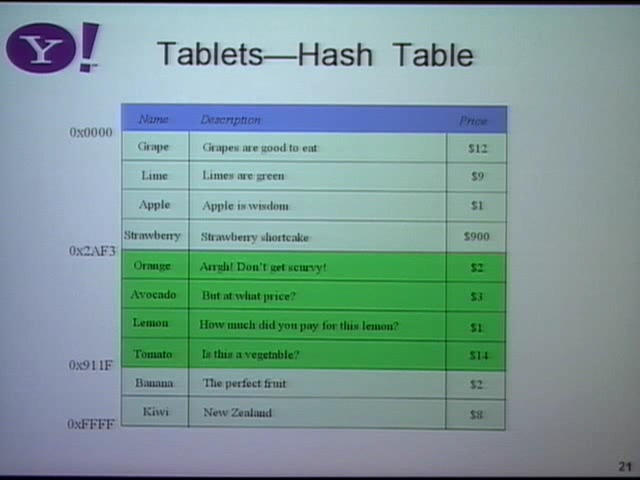 Y!
Tablets—Hash Table
Name Description Price
0x0000
Grape Grapes are good to eat $12
Lime Limes are green $9
Apple Apple is wisdom $1
Strawberry Strawberry shortcake $900
0x2AF3
Orange Arrgh! Don't get scurvy! $2
Avocado But at what price? $3
Lemon How much did you pay for this lemon? $1
Tomato Is this a vegetable? $14
0x911F
Banana The perfect fruit $2
Kiwi New Zealand $8
0xFFFF
21